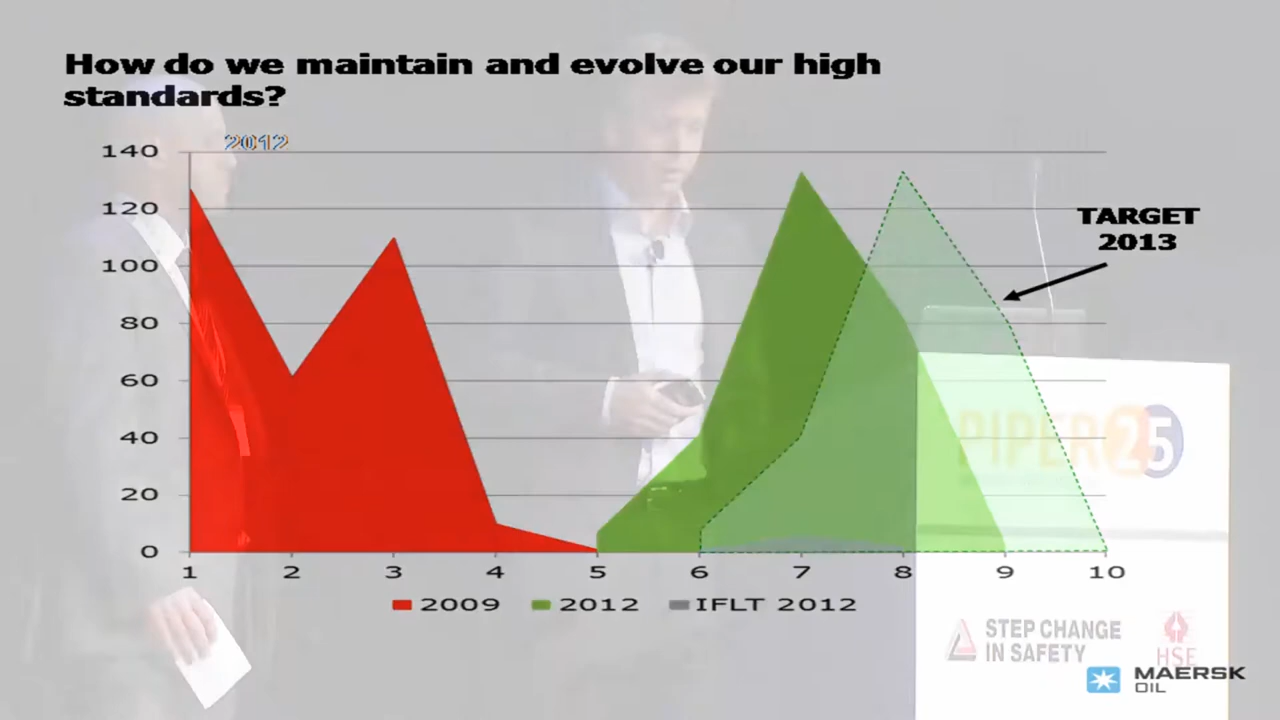 How do we maintain and evolve our high
standards?
2012
140
120
100
80
60
40
20
0
1 2 3 4 5 6 7 8 9 10
TARGET
2013
2009 2012 IFLT 2012
PIPER 25
STEP CHANGE
IN SAFETY
HSE
MAERSK
OIL